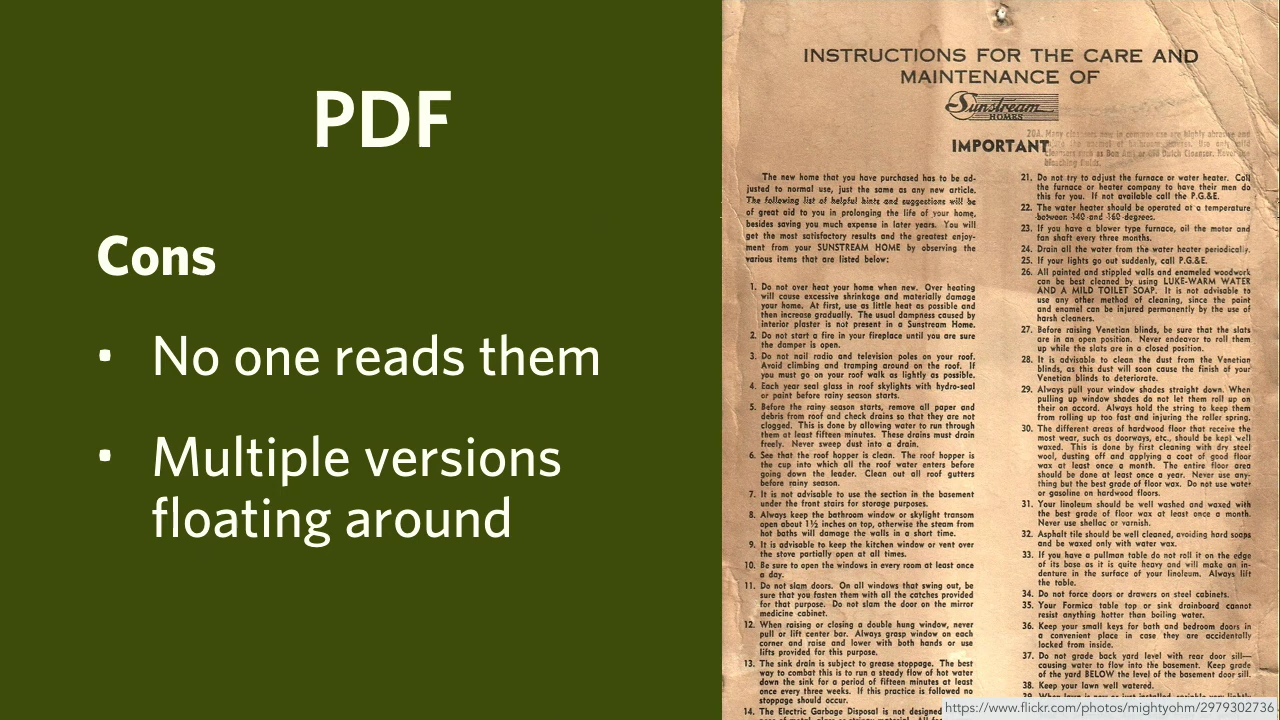 PDF
Cons
• No one reads them
• Multiple versions
floating around
INSTRUCTIONS FOR THE CARE AND
MAINTENANCE OF
Sunstream
HOMES
IMPORTANT
The new home that you have purchased has to be ad-
justed to normal use, just the same as any new article.
The following list of helpful hints and suggestions will be
of great aid to you in prolonging the life of your home,
besides saving you much expense in later years. You will
get the most satisfactory results and the greatest enjoy-
ment from your SUNSTREAM HOME by observing the
various items that are listed below:
1. Do not over heat your home when new. Over heating
will cause excessive shrinkage and materially damage
your home. At first, use as little heat as possible and
then increase gradually. The usual dampness caused by
interior plaster is not present in a Sunstream Home.
2. Do not start a fire in your fireplace until you are sure
the damper is open.
3. Do not nail radio and television poles on your roof.
Avoid climbing and tramping around on the roof. If
you must go on your roof walk as lightly as possible.
4. Each year seal glass in roof skylights with hydro-seal
or paint before rainy season starts.
5. Before the rainy season starts, remove all paper and
debris from roof and check drains so that they are not
clogged. This is done by allowing water to run through
them at least fifteen minutes. These drains must drain
freely. Never sweep dust into a drain.
6. See that the roof hopper is clean. The roof hopper is
the cup into which all the roof water enters before
going down the leader. Clean out all roof gutters
before rainy season.
7. It is not advisable to use the section in the basement
under the front stairs for storage purposes.
8. Always keep the bathroom window or skylight transom
open about 1½ inches on top, otherwise the steam from
hot baths will damage the walls in a short time.
9. It is advisable to keep the kitchen window or vent over
the stove partially open at all times.
10. Be sure to open the windows in every room at least once
a day.
11. Do not slam doors. On all windows that swing out, be
sure that you fasten them with all the catches provided
for that purpose. Do not slam the door on the mirror
medicine cabinet.
12. When raising or closing a double hung window, never
pull or lift center bar. Always grasp window on each
corner and raise and lower with both hands or use
lifts provided for this purpose.
13. The sink drain is subject to grease stoppage. The best
way to combat this is to run a steady flow of hot water
down the sink for a period of fifteen minutes at least
once every three weeks. If this practice is followed no
stoppage should occur.
14. The Electric Garbage Disposal is not designed
20A. Many cleansers now in common use are highly abrasive and
Use only mild
cleansers such as Bon Ami or Old Dutch Cleanser. Never use
bleaching fluids.
21. Do not try to adjust the furnace or water heater. Call
the furnace or heater company to have their men do
this for you. If not available call the P.G.&E.
22. The water heater should be operated at a temperature
between 140 and 160 degrees.
23. If you have a blower type furnace, oil the motor and
fan shaft every three months.
24. Drain all the water from the water heater periodically.
25. If your lights go out suddenly, call P.G.&E.
26. All painted and stippled walls and enameled woodwork
can be best cleaned by using LUKE-WARM WATER
AND A MILD TOILET SOAP. It is not advisable to
use any other method of cleaning, since the paint
and enamel can be injured permanently by the use of
harsh cleaners.
27. Before raising Venetian blinds, be sure that the slats
are in an open position. Never endeavor to roll them
up while the slats are in a closed position.
28. It is advisable to clean the dust from the Venetian
blinds, as this dust will soon cause the finish of your
Venetian blinds to deteriorate.
29. Always pull your window shades straight down. When
pulling up window shades do not let them roll up on
their on accord. Always hold the string to keep them
from rolling up too fast and injuring the roller spring.
30. The different areas of hardwood floor that receive the
most wear, such as doorways, etc., should be kept well
waxed. This is done by first cleaning with dry steel
wool, dusting off and applying a coat of good floor
wax at least once a month. The entire floor area
should be done at least once a year. Never use any-
thing but the best grade of floor wax. Do not use water
or gasoline on hardwood floors.
31. Your linoleum should be well washed and waxed with
the best grade of floor wax at least once a month.
Never use shellac or varnish.
32. Asphalt tile should be well cleaned, avoiding hard soaps
and be waxed only with water wax.
33. If you have a pullman table do not roll it on the edge
of its base as it is quite heavy and will make an in-
denture in the surface of your linoleum. Always lift
the table.
34. Do not force doors or drawers on steel cabinets.
35. Your Formica table top or sink drainboard cannot
resist anything hotter than boiling water.
36. Keep your small keys for bath and bedroom doors in
a convenient place in case they are accidentally
locked from inside.
37. Do not grade back yard level with rear door sill—
causing water to flow into the basement. Keep grade
of the yard BELOW the level of the basement door sill.
38. Keep your lawn well watered.
https://www.flickr.com/photos/mightyohm/2979302736